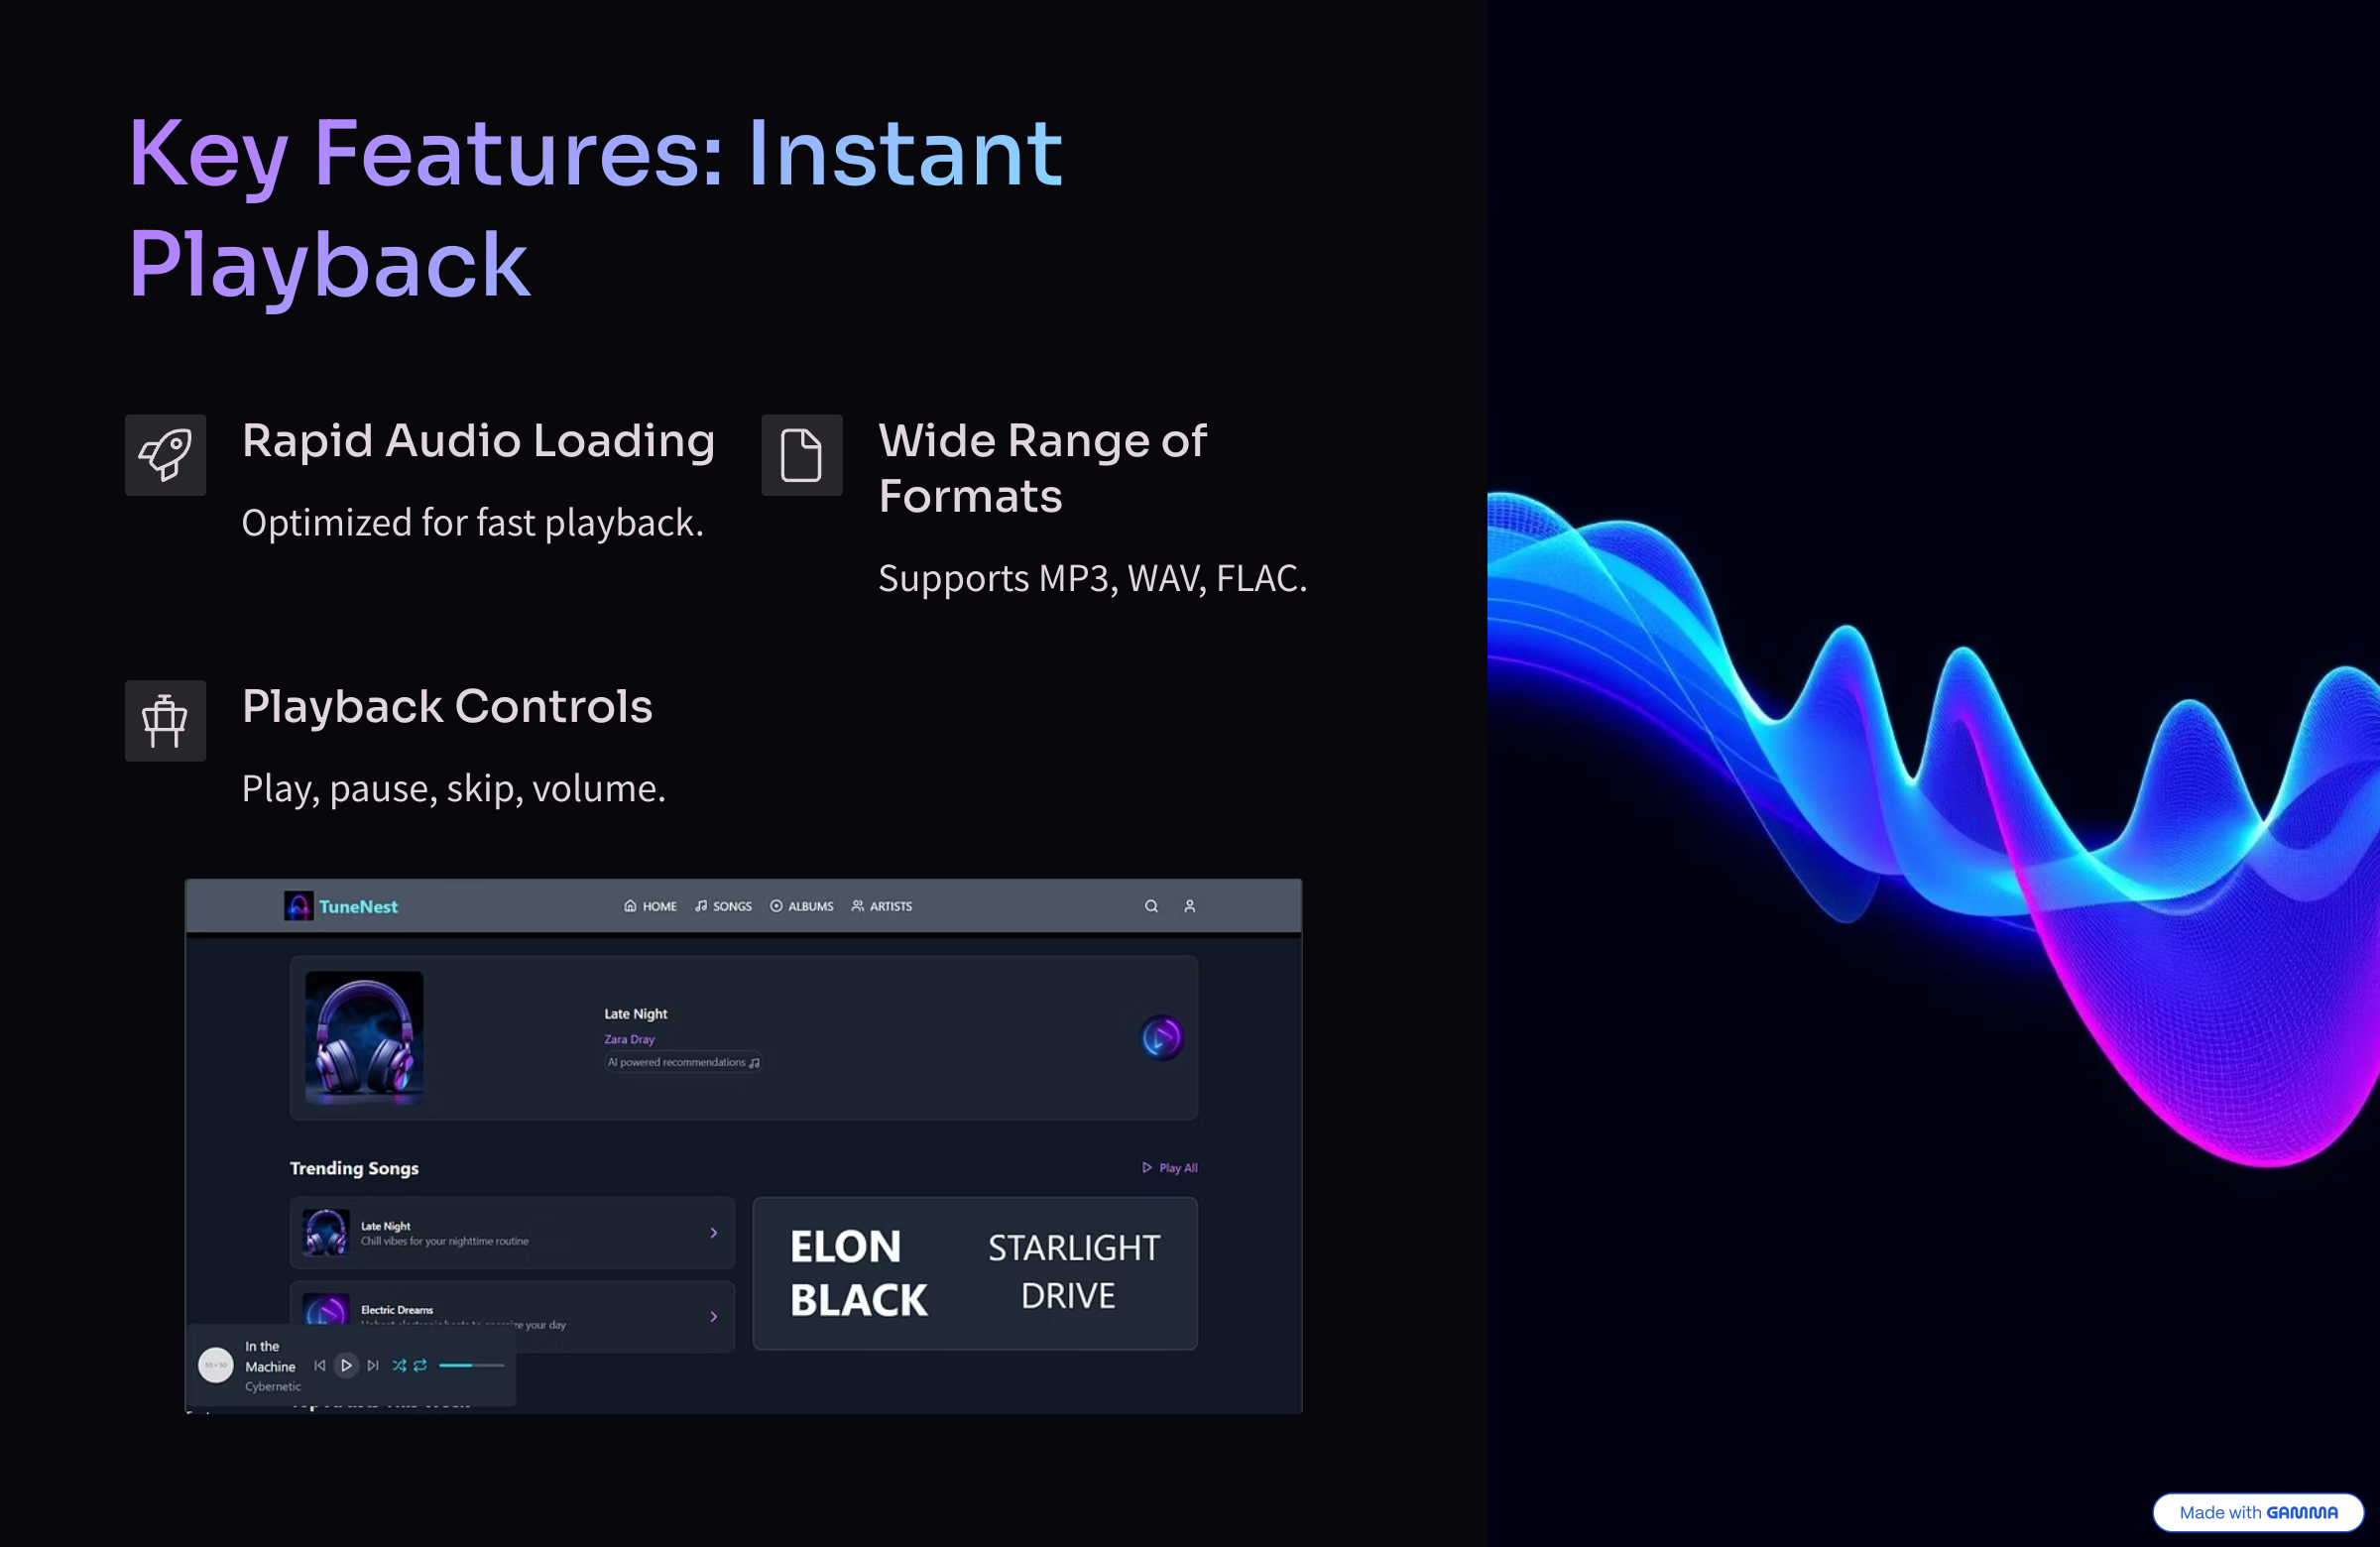 Key Features: Instant
Playback
Rapid Audio Loading
Optimized for fast playback.
Wide Range of
Formats
Supports MP3, WAV, FLAC.
Playback Controls
Play, pause, skip, volume.
TuneNest
HOME
SONGS
ALBUMS
ARTISTS
Late Night
Zara Dray
AI powered recommendations
Trending Songs
Play All
Late Night
Chill vibes for your nighttime routine
Electric Dreams
your day
ELON
BLACK
STARLIGHT
DRIVE
In the
Machine
Cybernetic
Made with GAMMA